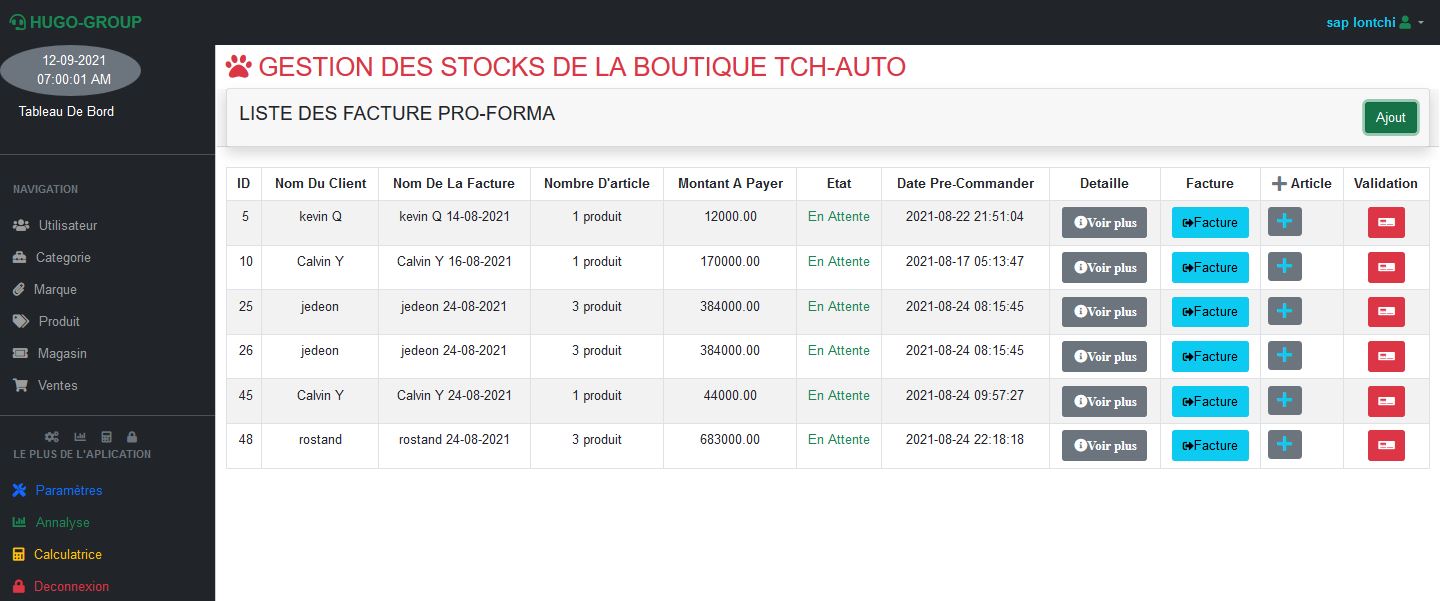 HUGO-GROUP
sap lontchi
12-09-2021
07:00:01 AM
Tableau De Bord
NAVIGATION
Utilisateur
Categorie
Marque
Produit
Magasin
Ventes
LE PLUS DE L'APLICATION
Paramètres
Annalyse
Calculatrice
Deconnexion
GESTION DES STOCKS DE LA BOUTIQUE TCH-AUTO
LISTE DES FACTURE PRO-FORMA
Ajout
ID Nom Du Client Nom De La Facture Nombre D'article Montant A Payer Etat Date Pre-Commander Detaille Facture Article Validation
5 kevin Q kevin Q 14-08-2021 1 produit 12000.00 En Attente 2021-08-22 21:51:04 Voir plus Facture
10 Calvin Y Calvin Y 16-08-2021 1 produit 170000.00 En Attente 2021-08-17 05:13:47 Voir plus Facture
25 jedeon jedeon 24-08-2021 3 produit 384000.00 En Attente 2021-08-24 08:15:45 Voir plus Facture
26 jedeon jedeon 24-08-2021 3 produit 384000.00 En Attente 2021-08-24 08:15:45 Voir plus Facture
45 Calvin Y Calvin Y 24-08-2021 1 produit 44000.00 En Attente 2021-08-24 09:57:27 Voir plus Facture
48 rostand rostand 24-08-2021 3 produit 683000.00 En Attente 2021-08-24 22:18:18 Voir plus Facture